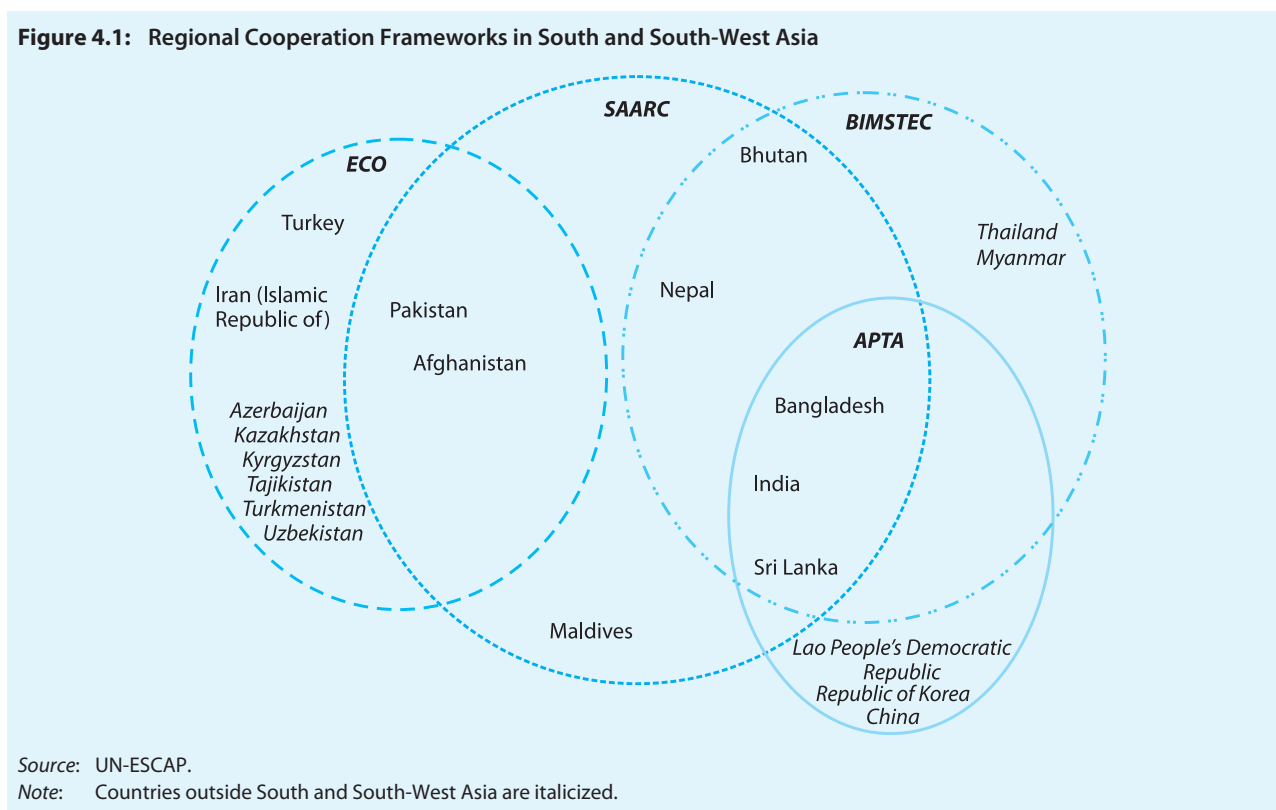 Figure 4.1: Regional Cooperation Frameworks in South and South-West Asia
SAARC
BIMSTEC
ECO
Bhutan
Turkey
Thailand
Myanmar
Iran (Islamic
Republic of)
Nepal
Pakistan
APTA
Afghanistan
Bangladesh
Azerbaijan
Kazakhstan
Kyrgyzstan
Tajikistan
Turkmenistan
Uzbekistan
India
Sri Lanka
Maldives
Lao People's Democratic
Republic
Republic of Korea
China
Source: UN-ESCAP.
Note: Countries outside South and South-West Asia are italicized.